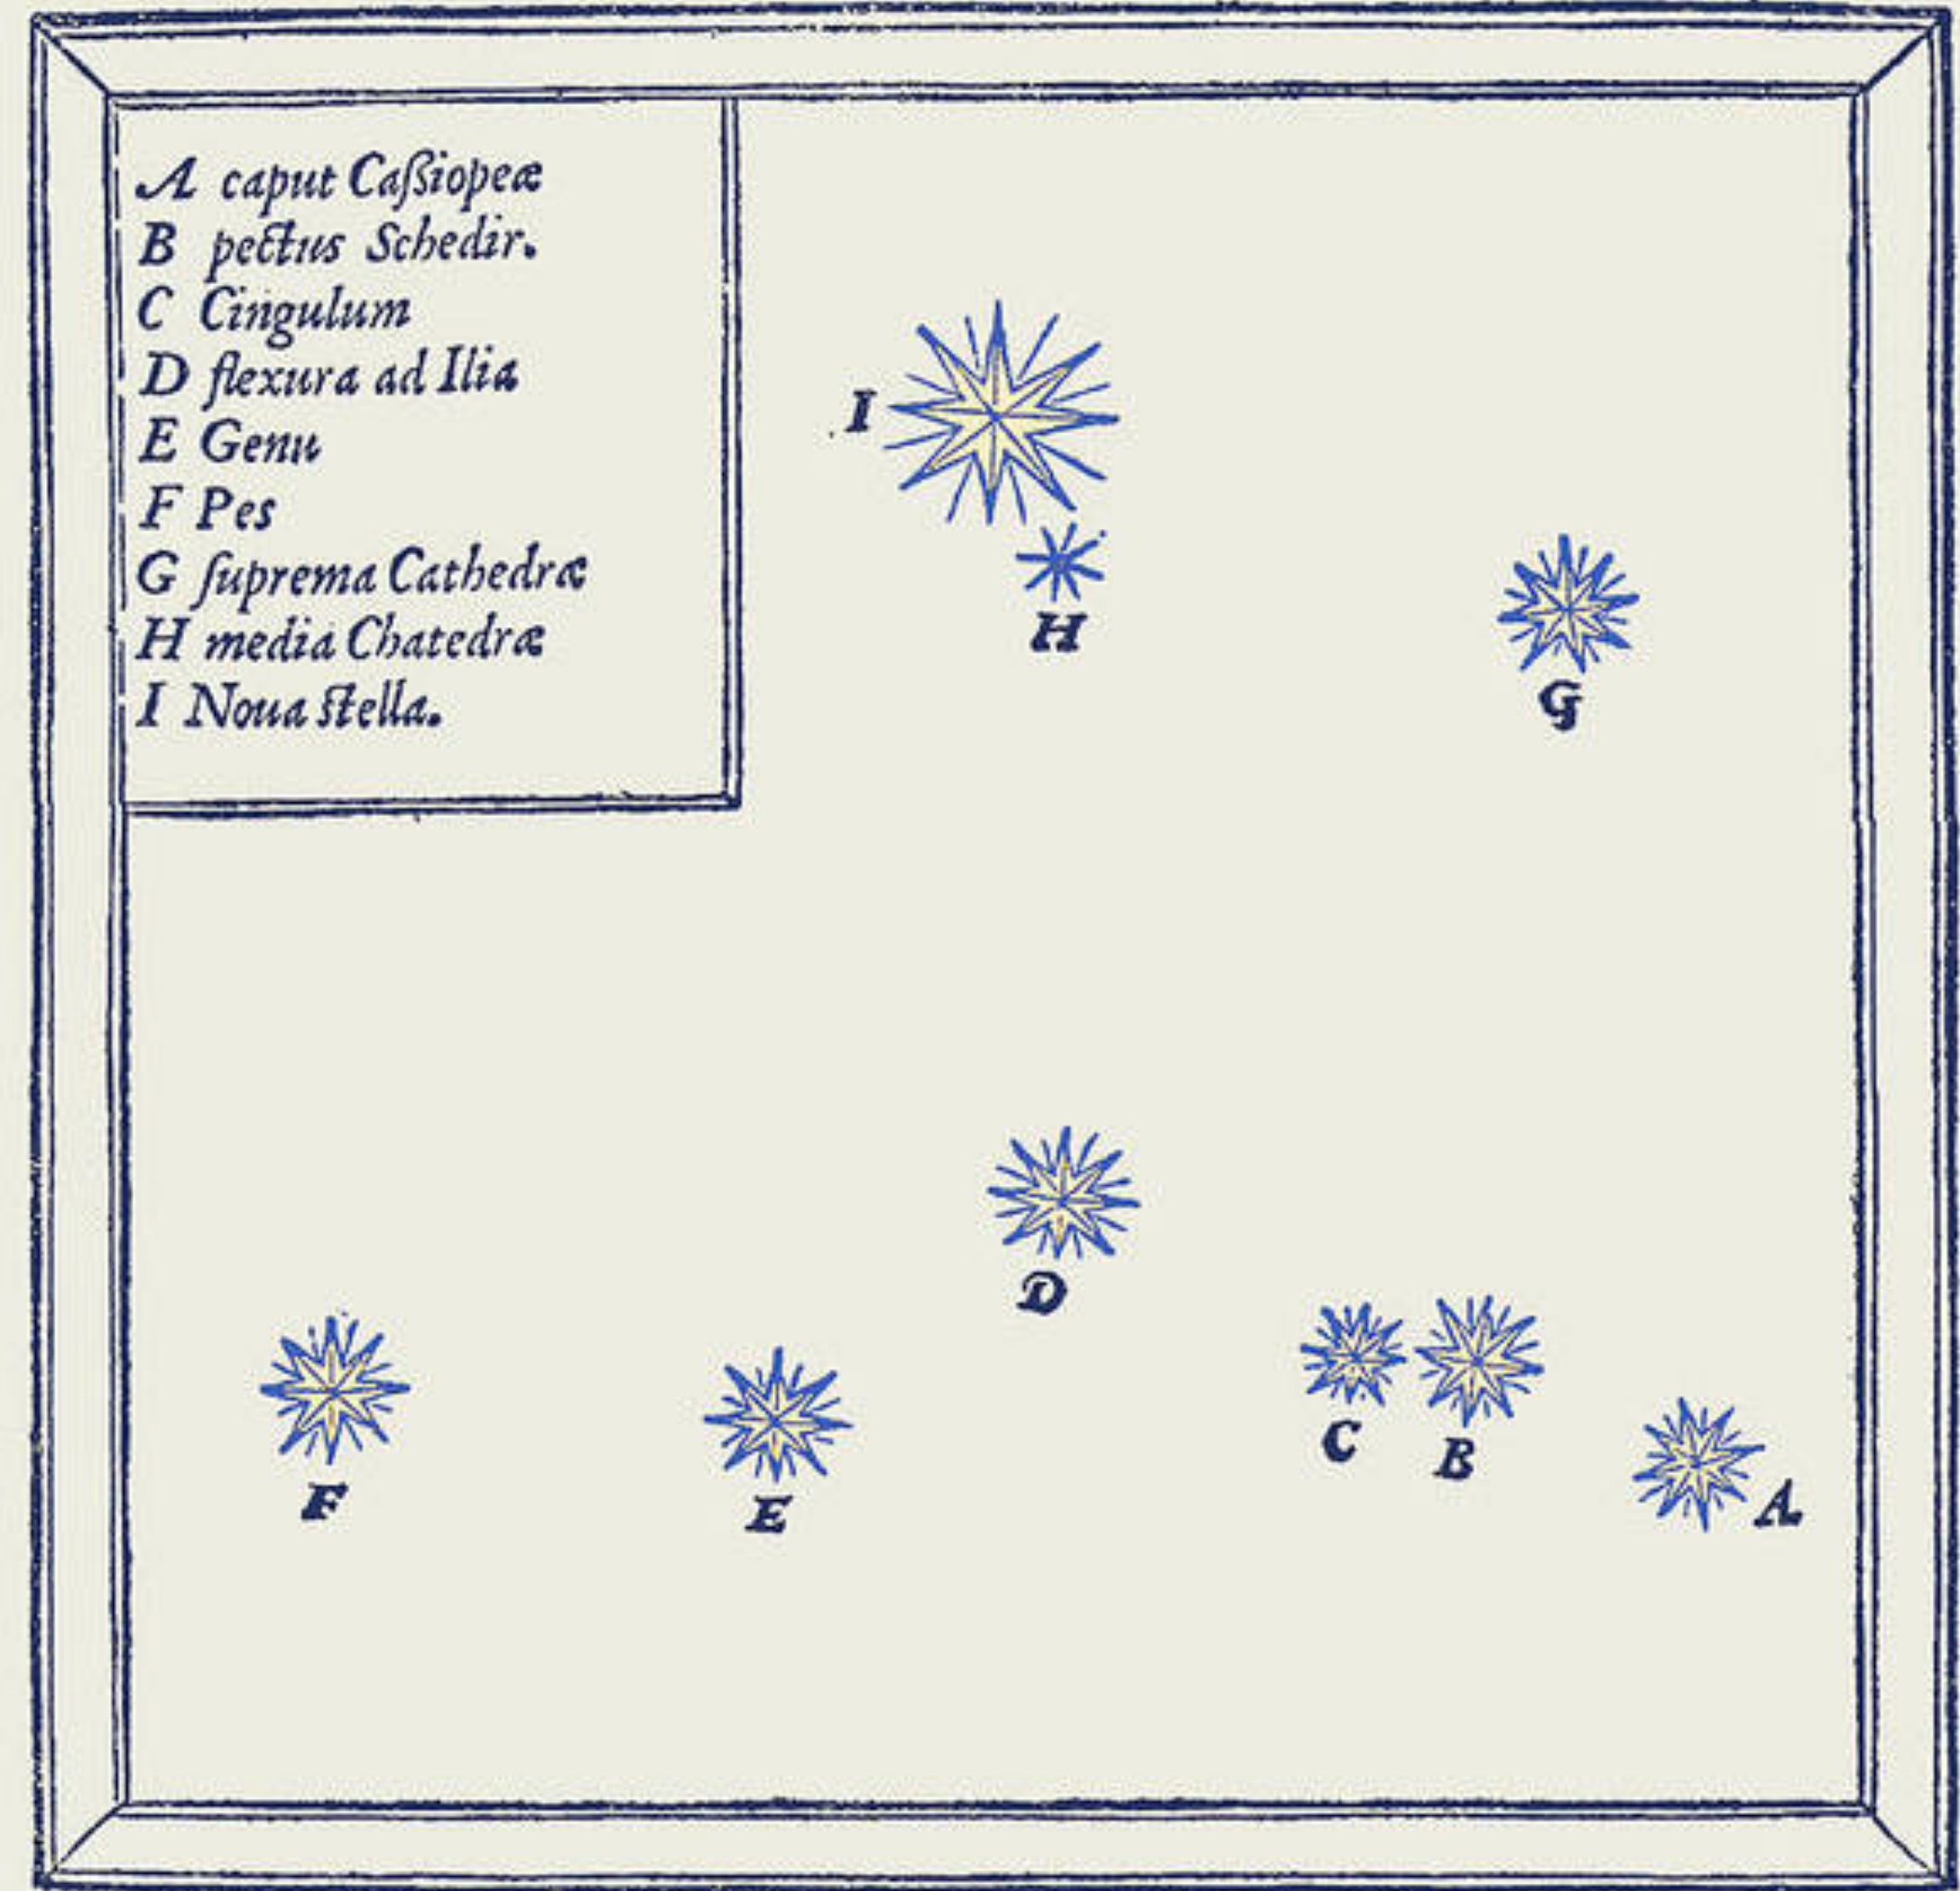 A caput Caſſiopeæ
B pectus Schedir.
C Cingulum
D flexura ad Ilia
E Genu
F Pes
G ſuprema Cathedræ
H media Chatedræ
I Noua ſtella.
I
H
G
D
C
B
F
E
A